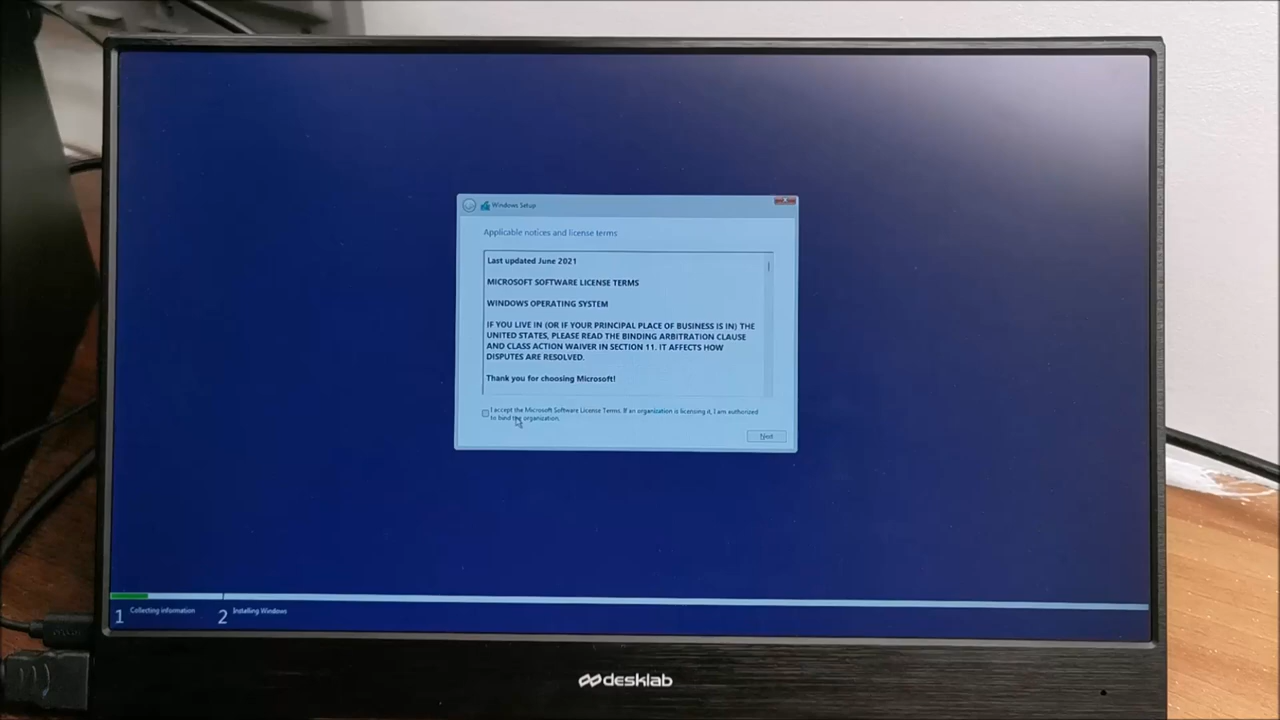 Windows Setup
Applicable notices and license terms
Last updated June 2021
MICROSOFT SOFTWARE LICENSE TERMS
WINDOWS OPERATING SYSTEM
IF YOU LIVE IN (OR IF YOUR PRINCIPAL PLACE OF BUSINESS IS IN) THE
UNITED STATES, PLEASE READ THE BINDING ARBITRATION CLAUSE
AND CLASS ACTION WAIVER IN SECTION 11. IT AFFECTS HOW
DISPUTES ARE RESOLVED.
Thank you for choosing Microsoft!
I accept the Microsoft Software License Terms. If an organization is licensing it, I am authorized
to bind the organization.
Next
1 Collecting information
2 Installing Windows
desklab